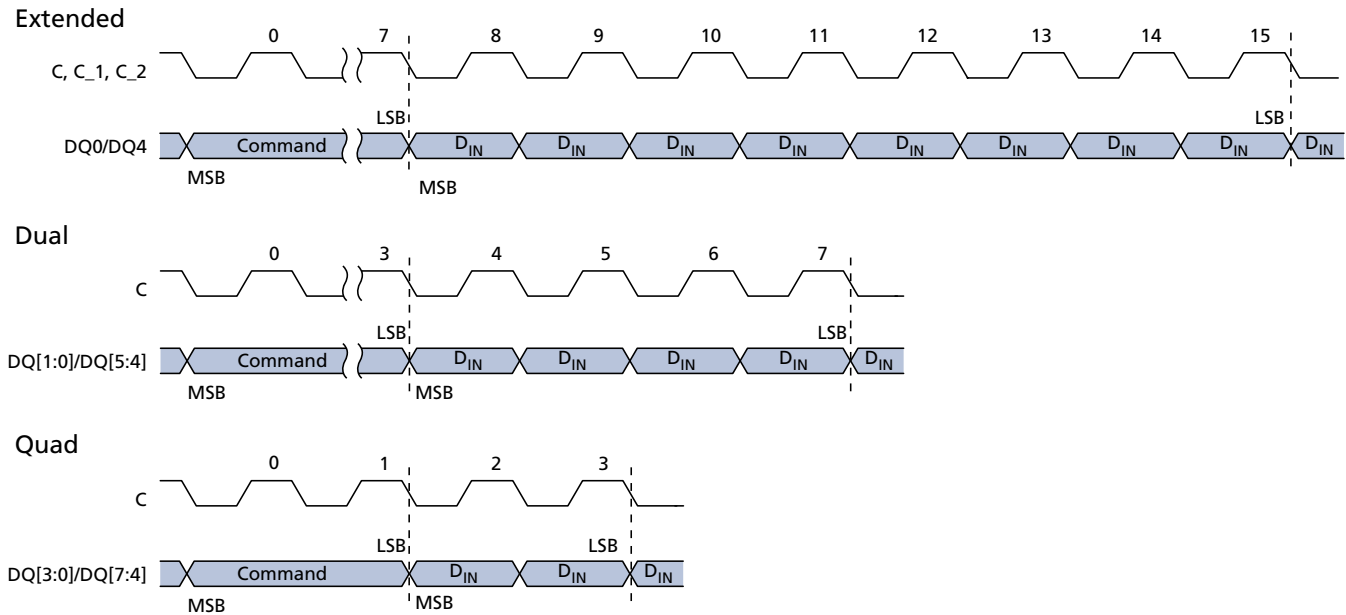 Extended
0 7 8 9 10 11 12 13 14 15
C, C_1, C_2
LSB LSB
DQ0/DQ4 Command DIN DIN DIN DIN DIN DIN DIN DIN DIN
MSB MSB
Dual
0 3 4 5 6 7
C
LSB LSB
DQ[1:0]/DQ[5:4] Command DIN DIN DIN DIN DIN
MSB MSB
Quad
0 1 2 3
C
LSB LSB
DQ[3:0]/DQ[7:4] Command DIN DIN DIN
MSB MSB